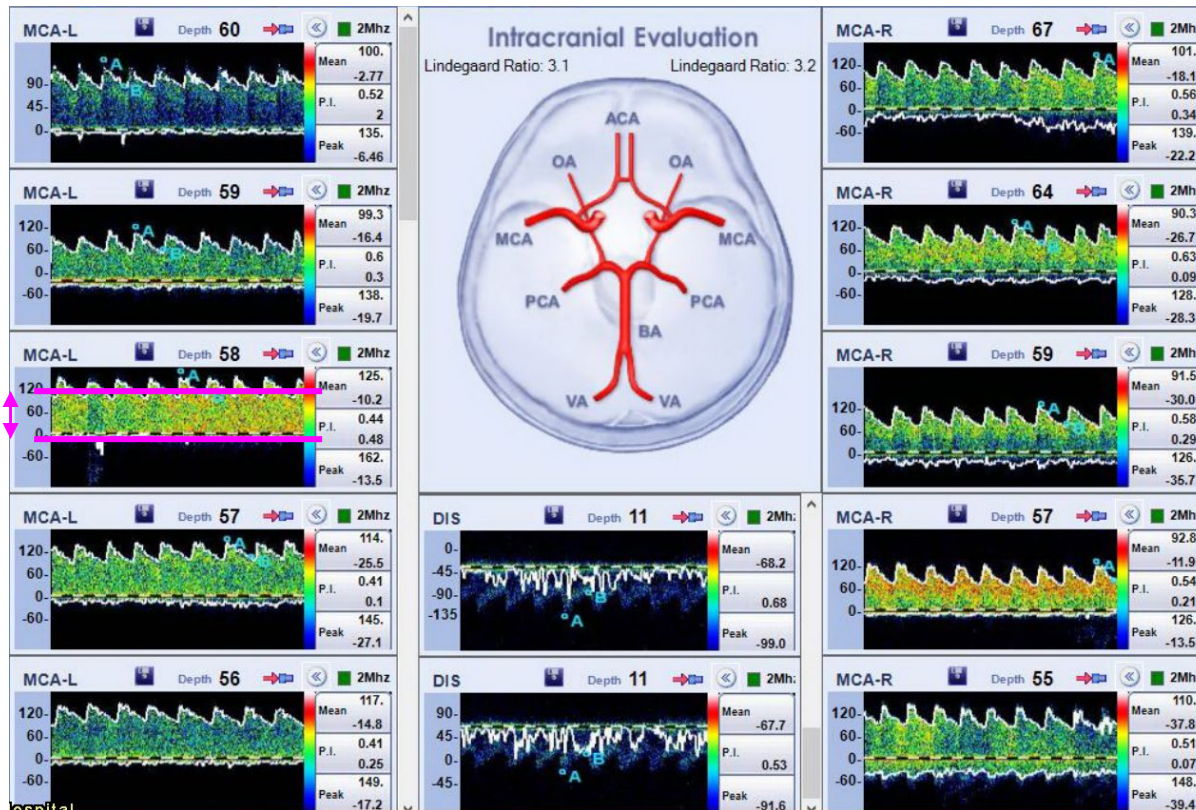 MCA-L Depth 60 2Mhz
A
B
90-
45-
0-
Mean
100.
-2.77
P.I.
0.52
2
Peak
135.
-6.46
MCA-L Depth 59 2Mhz
A
B
120-
60-
0-
-60-
Mean
99.3
-16.4
P.I.
0.6
0.3
Peak
138.
-19.7
MCA-L Depth 58 2Mhz
A
120-
60-
0-
-60-
Mean
125.
-10.2
P.I.
0.44
0.48
Peak
162.
-13.5
MCA-L Depth 57 2Mhz
A
120-
60-
0-
-60-
Mean
114.
-25.5
P.I.
0.41
0.1
Peak
145.
-27.1
MCA-L Depth 56 2Mhz
120-
60-
0-
-60-
Mean
117.
-14.8
P.I.
0.41
0.25
Peak
149.
-17.2
Intracranial Evaluation
Lindegaard Ratio: 3.1 Lindegaard Ratio: 3.2
ACA
OA OA
MCA MCA
PCA PCA
BA
VA VA
DIS Depth 11 2Mh
0-
-45-
-90-
-135
B
A
Mean
-68.2
P.I.
0.68
Peak
-99.0
DIS Depth 11 2Mh
90-
45-
0-
-45-
B
A
Mean
-67.7
P.I.
0.53
Peak
-91.6
MCA-R Depth 67 2Mh
A
120-
60-
0-
-60-
Mean
101.
-18.1
P.I.
0.56
0.34
Peak
139.
-22.2
MCA-R Depth 64 2Mh
A
B
120-
60-
0-
-60-
Mean
90.3
-26.7
P.I.
0.63
0.09
Peak
128.
-28.3
MCA-R Depth 59 2Mh
A
120-
60-
0-
Mean
91.5
-30.0
P.I.
0.58
0.29
Peak
126.
-35.7
MCA-R Depth 57 2Mh
A
120-
60-
0-
Mean
92.8
-11.9
P.I.
0.54
0.21
Peak
126.
-13.5
MCA-R Depth 55 2Mh
120-
60-
0-
-60-
Mean
110.
-37.8
P.I.
0.51
0.07
Peak
148.